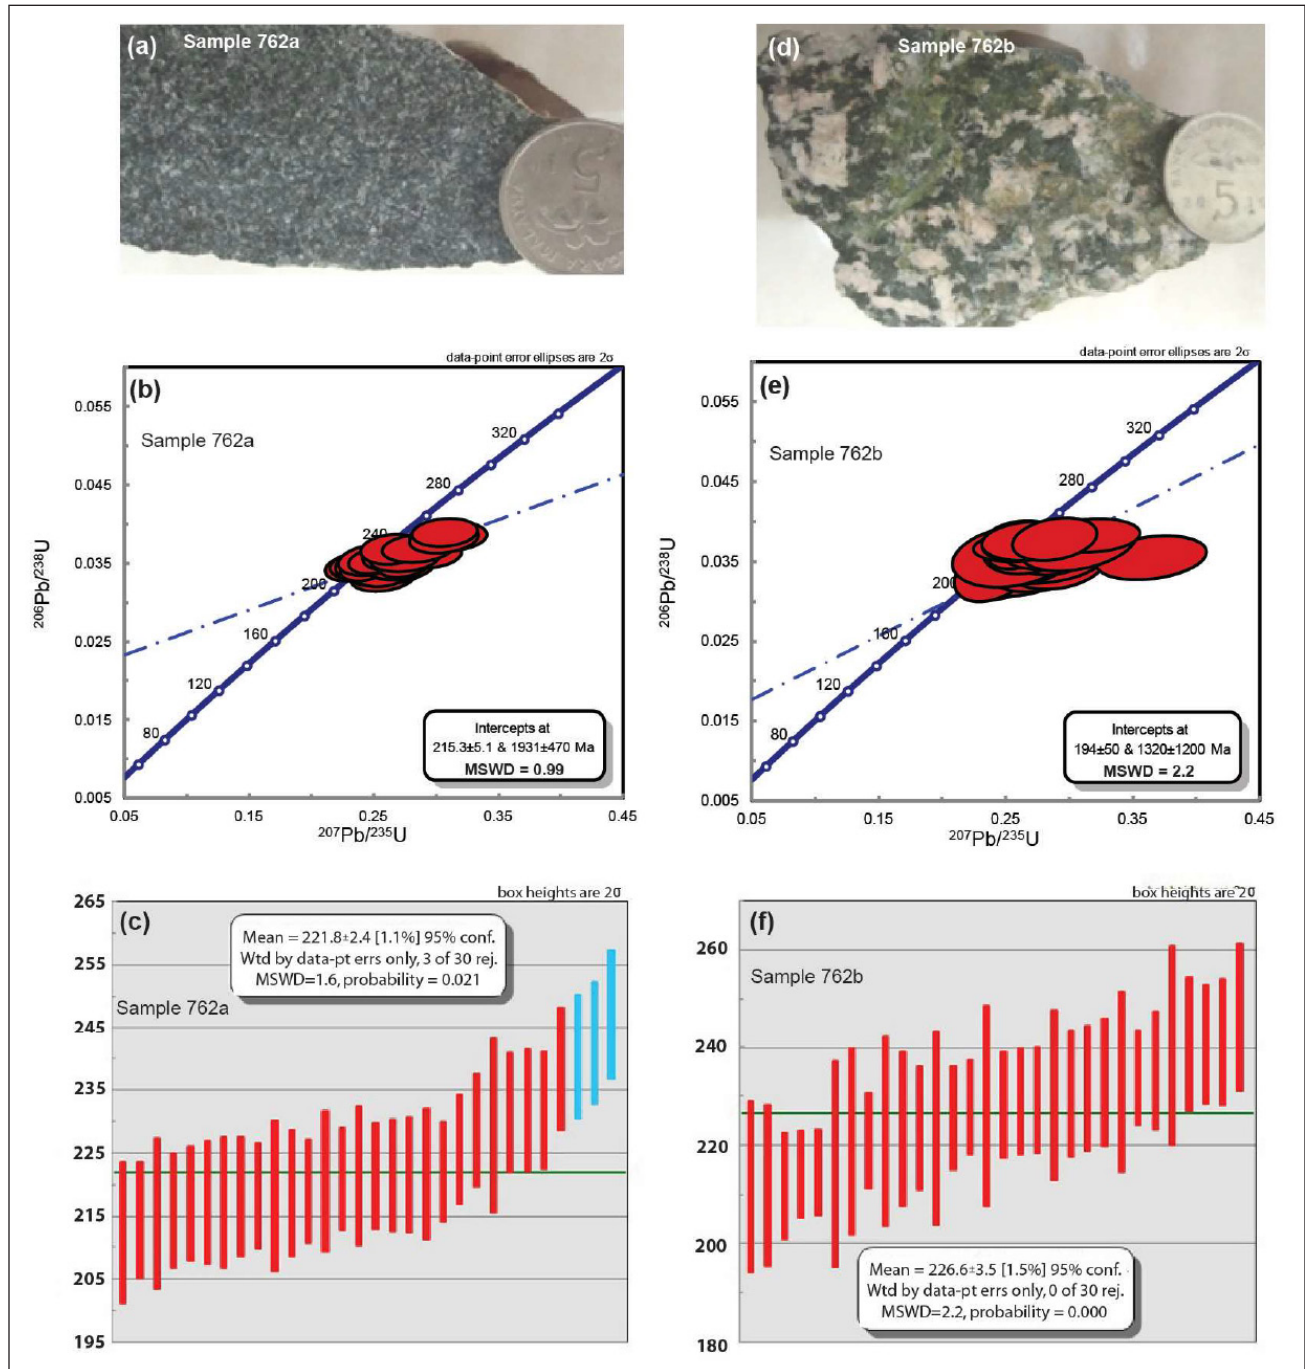 (a)
Sample 762a
5
(d)
Sample 762b
5
data-point error ellipses are 2σ
(b)
Sample 762a
0.055
0.045
0.035
0.025
0.015
0.005
320
280
240
200
160
120
80
Intercepts at
215.3±5.1 & 1931±470 Ma
MSWD = 0.99
0.05
0.15
0.25
0.35
0.45
206Pb/238U
207Pb/235U
data-point error ellipses are 2σ
(e)
Sample 762b
0.055
0.045
0.035
0.025
0.015
0.005
320
280
200
160
120
80
Intercepts at
194±50 & 1320±1200 Ma
MSWD = 2.2
0.05
0.15
0.25
0.35
0.45
206Pb/238U
207Pb/235U
box heights are 2σ
(c)
Mean = 221.8±2.4 [1.1%] 95% conf.
Wtd by data-pt errs only, 3 of 30 rej.
MSWD=1.6, probability = 0.021
Sample 762a
265
255
245
235
225
215
205
195
box heights are 2σ
(f)
Sample 762b
260
240
220
200
180
Mean = 226.6±3.5 [1.5%] 95% conf.
Wtd by data-pt errs only, 0 of 30 rej.
MSWD=2.2, probability = 0.000